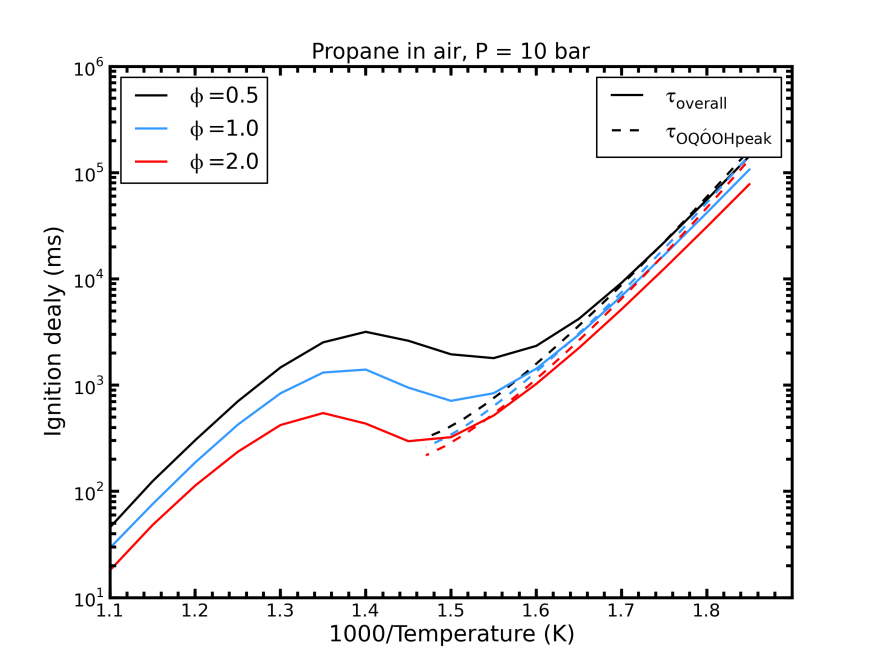 Propane in air, P = 10 bar
ϕ=0.5
ϕ=1.0
ϕ=2.0
τoverall
τOQÓOHpeak
Ignition dealy (ms)
10^6
10^5
10^4
10^3
10^2
10^1
1.1 1.2 1.3 1.4 1.5 1.6 1.7 1.8
1000/Temperature (K)